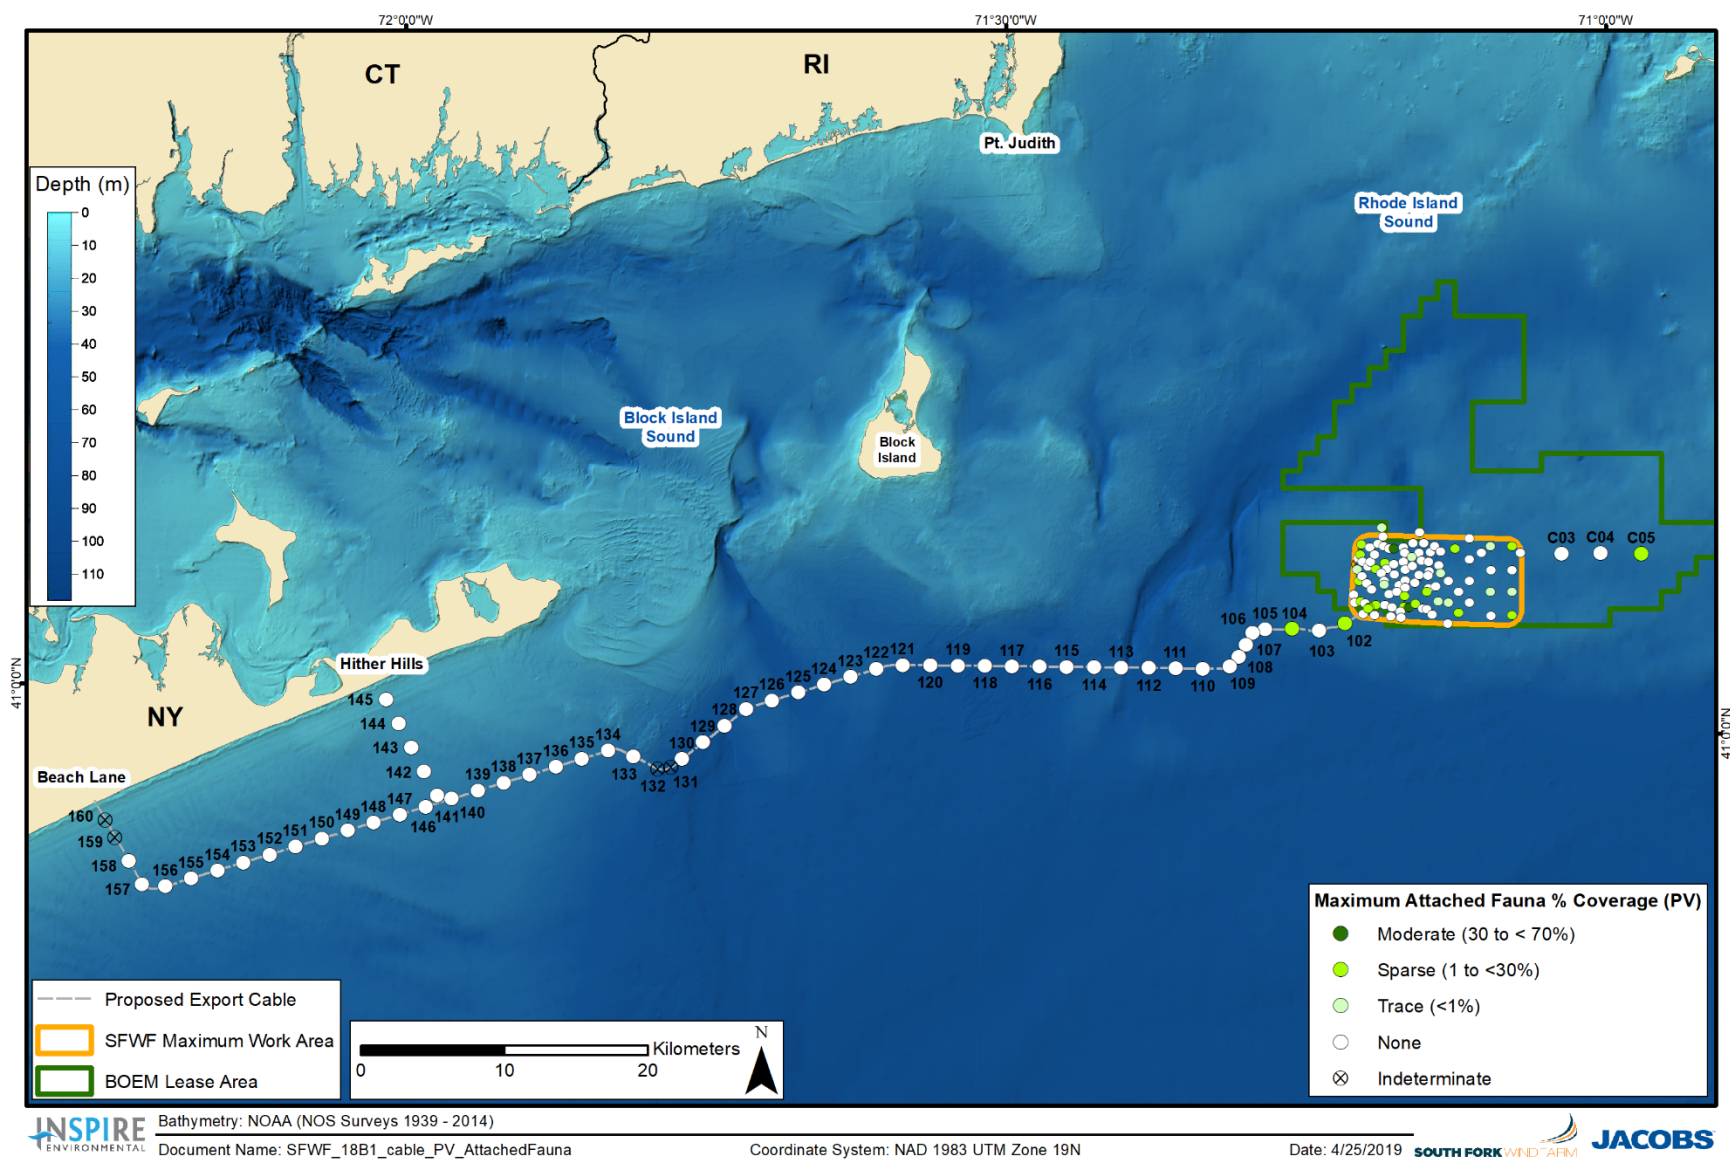 72°0'0"W
71°30'0"W
71°0'0"W
CT
RI
Pt. Judith
Depth (m)
0
10
20
30
40
50
60
70
80
90
100
110
Rhode Island
Sound
Block Island
Sound
Block
Island
C03
C04
C05
106
105
104
102
103
107
108
109
110
111
112
113
114
115
116
117
118
119
120
121
122
123
124
125
126
127
128
129
130
131
132
133
134
135
136
137
138
139
140
141
146
147
148
149
150
151
152
153
154
155
156
157
158
159
160
Hither Hills
145
144
143
142
41°0'0"N
41°0'0"N
NY
Beach Lane
Maximum Attached Fauna % Coverage (PV)
Moderate (30 to < 70%)
Sparse (1 to <30%)
Trace (<1%)
None
Indeterminate
Proposed Export Cable
SFWF Maximum Work Area
BOEM Lease Area
Kilometers
0
10
20
N
INSPIRE
ENVIRONMENTAL
Bathymetry: NOAA (NOS Surveys 1939 - 2014)
Document Name: SFWF_18B1_cable_PV_AttachedFauna
Coordinate System: NAD 1983 UTM Zone 19N
Date: 4/25/2019
SOUTH FORK WIND FARM
JACOBS